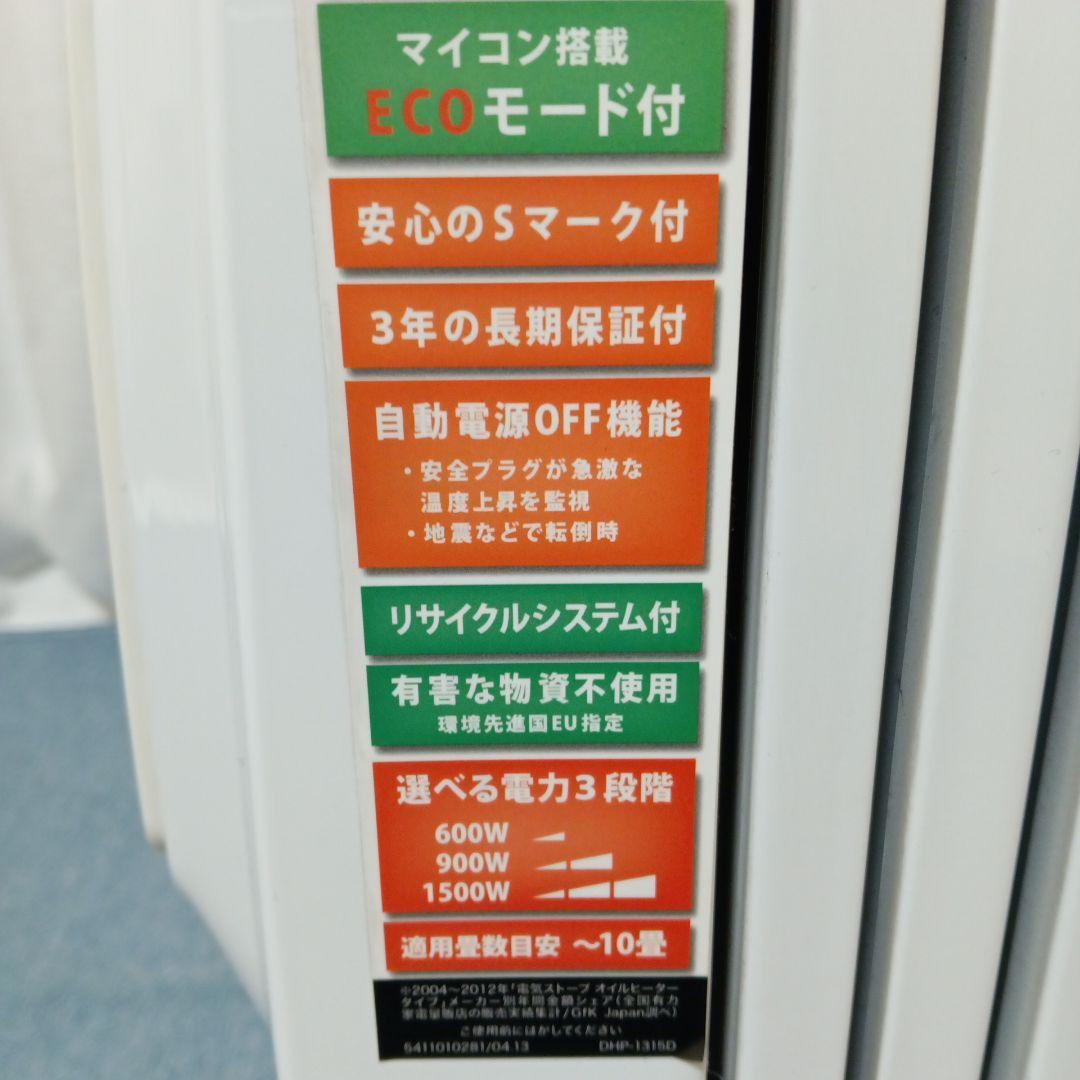 マイコン搭載
ECOモード付
安心のSマーク付
3年の長期保証付
自動電源OFF機能
・安全プラグが急激な
温度上昇を監視
・地震などで転倒時
リサイクルシステム付
有害な物資不使用
環境先進国EU指定
選べる電力3段階
600W
900W
1500W
適用畳数目安 ～10畳
※2004～2012年「電気ストーブ オイルヒーター
タイプ」メーカー別年間金額シェア(全国有力
家電量販店の販売実績集計/GfK Japan調べ)
ご使用前にはがしてください
5411010281/04.13 DHP-1315D